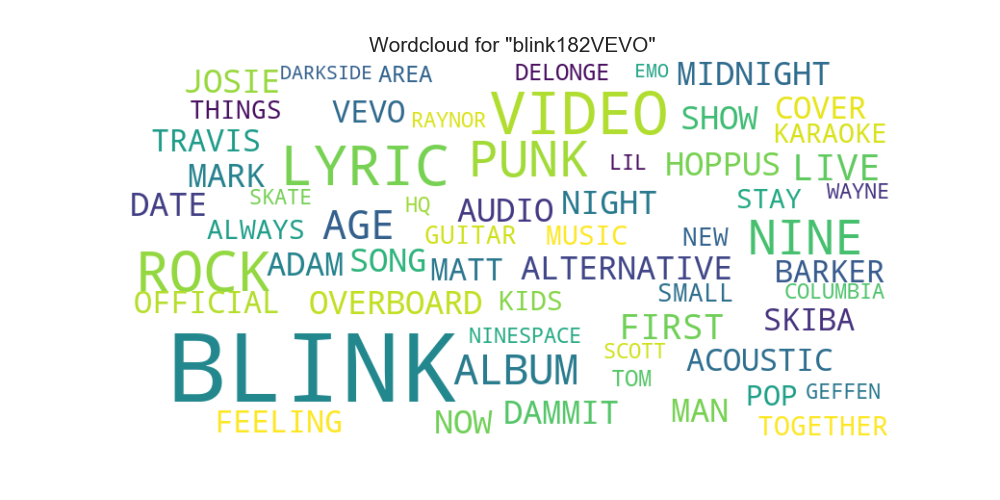 Wordcloud for "blink182VEVO"
JOSIE DARKSIDE AREA DELONGE EMO MIDNIGHT
THINGS VEVO RAYNOR VIDEO SHOW COVER
TRAVIS KARAOKE
MARK LYRIC PUNK LIL HOPPUS LIVE
DATE SKATE HQ AUDIO NIGHT STAY WAYNE
ALWAYS AGE GUITAR MUSIC NEW NINE
ROCK ADAM SONG MATT ALTERNATIVE BARKER
OFFICIAL OVERBOARD KIDS SMALL COLUMBIA
NINESPACE FIRST SKIBA
BLINK ALBUM SCOTT ACOUSTIC
TOM POP GEFFEN
FEELING NOW DAMMIT MAN TOGETHER